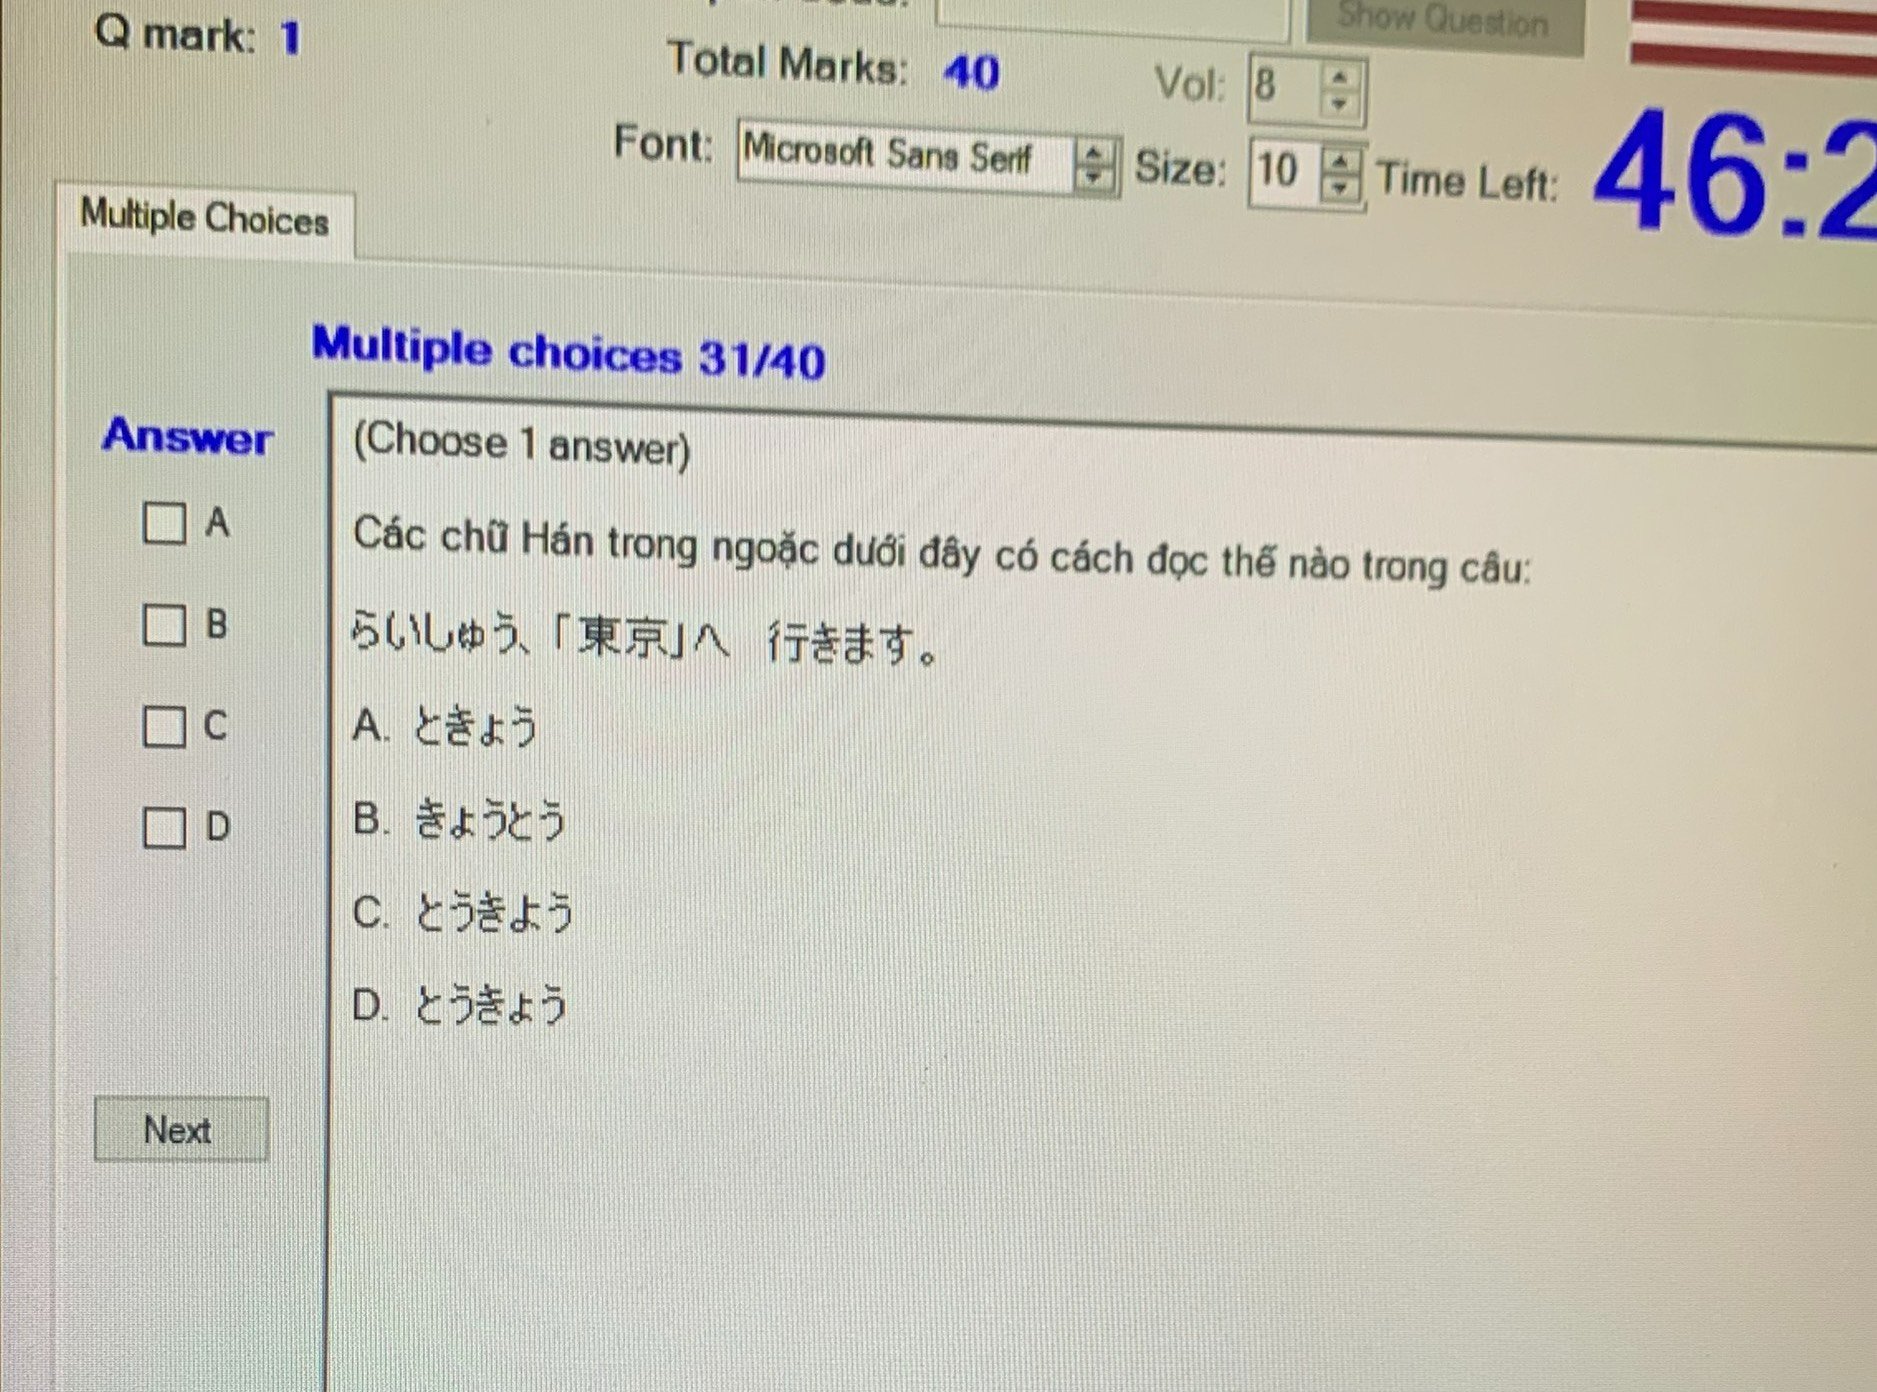 Q mark: 1
Show Question
Total Marks: 40
Vol: 8
Font: Microsoft Sans Serif
Size: 10
Time Left:
Multiple Choices
Multiple choices 31/40
Answer
(Choose 1 answer)
A
Các chữ Hán trong ngoặc dưới đây có cách đọc thế nào trong câu:
B
らいしゅう、「東京」へ 行きます。
C
A. ときょう
D
B. きょうとう
C. とうきよう
D. とうきょう
Next